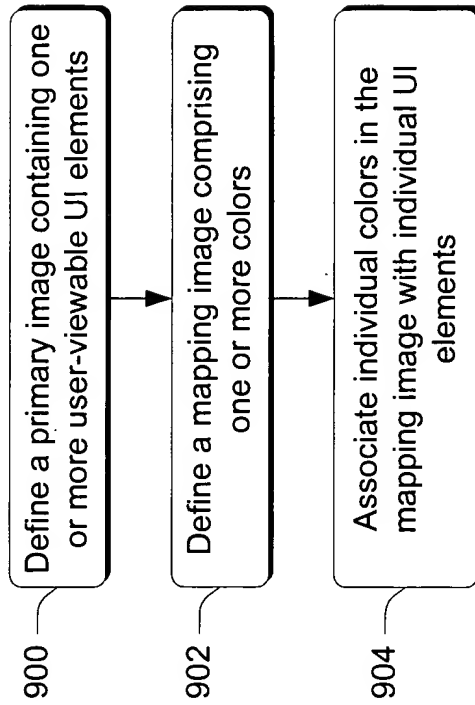 900
Define a primary image containing one
or more user-viewable UI elements
902
Define a mapping image comprising
one or more colors
904
Associate individual colors in the
mapping image with individual UI
elements